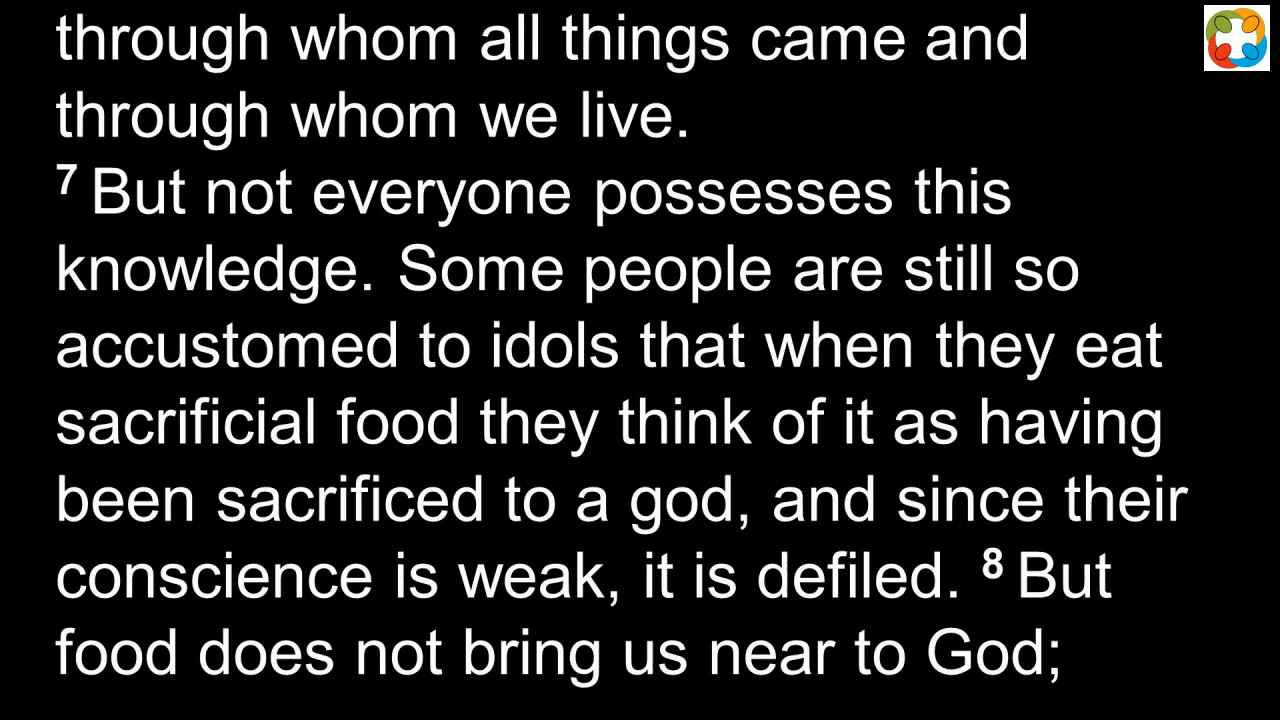 through whom all things came and
through whom we live.
7 But not everyone possesses this
knowledge. Some people are still so
accustomed to idols that when they eat
sacrificial food they think of it as having
been sacrificed to a god, and since their
conscience is weak, it is defiled. 8 But
food does not bring us near to God;